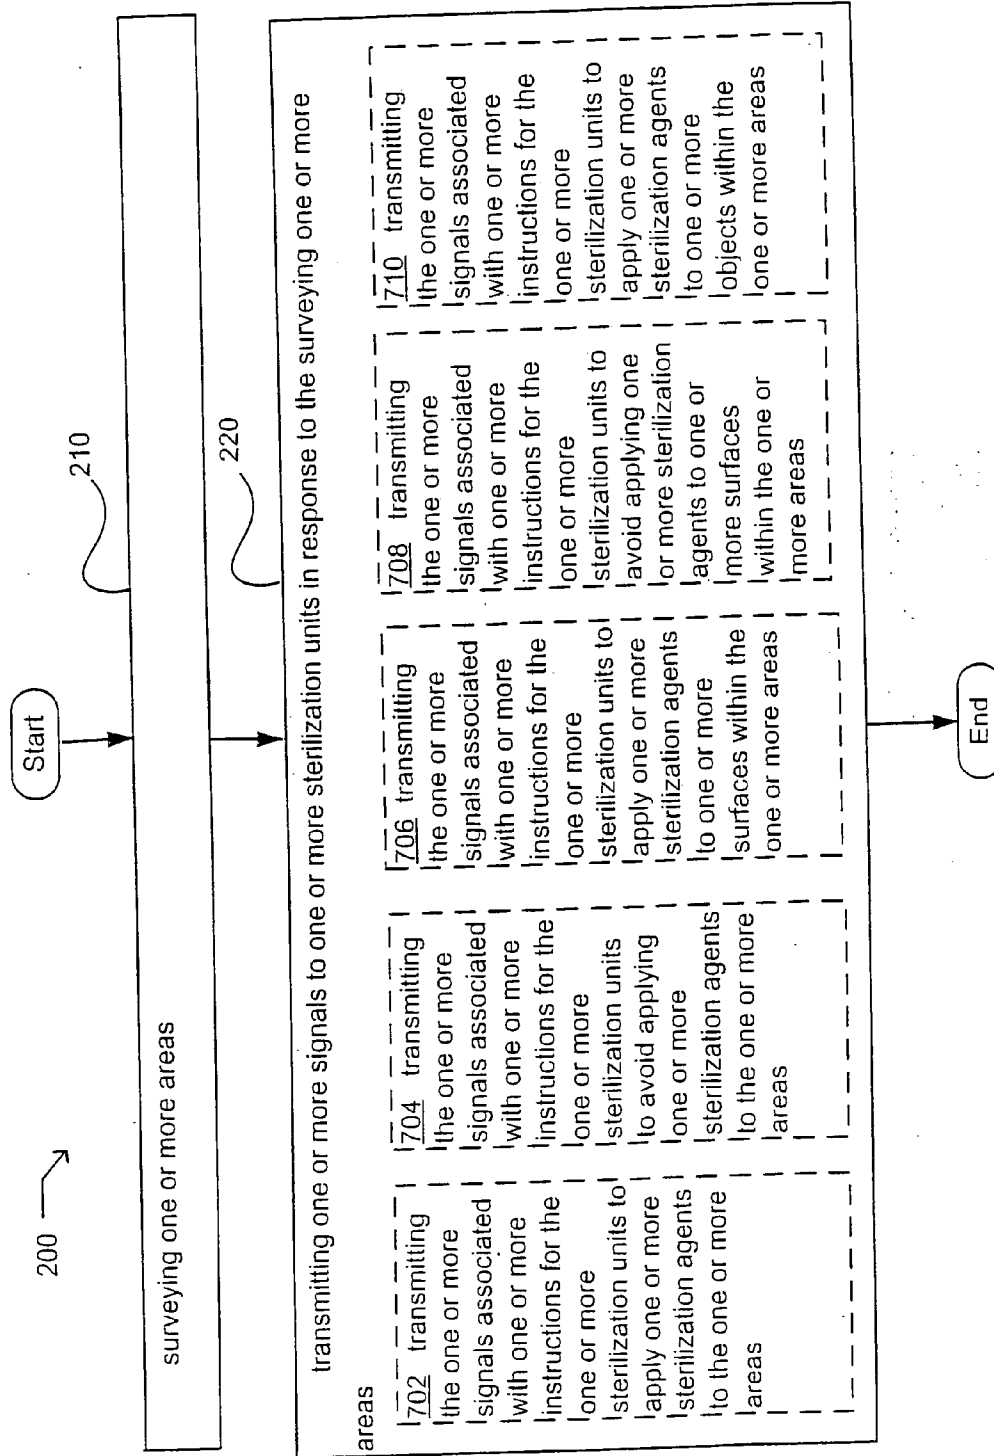 200
Start
210
surveying one or more areas
220
transmitting one or more signals to one or more sterilization units in response to the surveying one or more
areas
702 transmitting
the one or more
signals associated
with one or more
instructions for the
one or more
sterilization units to
apply one or more
sterilization agents
to the one or more
areas
704 transmitting
the one or more
signals associated
with one or more
instructions for the
one or more
sterilization units
to avoid applying
one or more
sterilization agents
to the one or more
areas
706 transmitting
the one or more
signals associated
with one or more
instructions for the
one or more
sterilization units to
apply one or more
sterilization agents
to one or more
surfaces within the
one or more areas
708 transmitting
the one or more
signals associated
with one or more
instructions for the
one or more
sterilization units to
avoid applying one
or more sterilization
agents to one or
more surfaces
within the one or
more areas
710 transmitting
the one or more
signals associated
with one or more
instructions for the
one or more
sterilization units to
apply one or more
sterilization agents
to one or more
objects within the
one or more areas
End